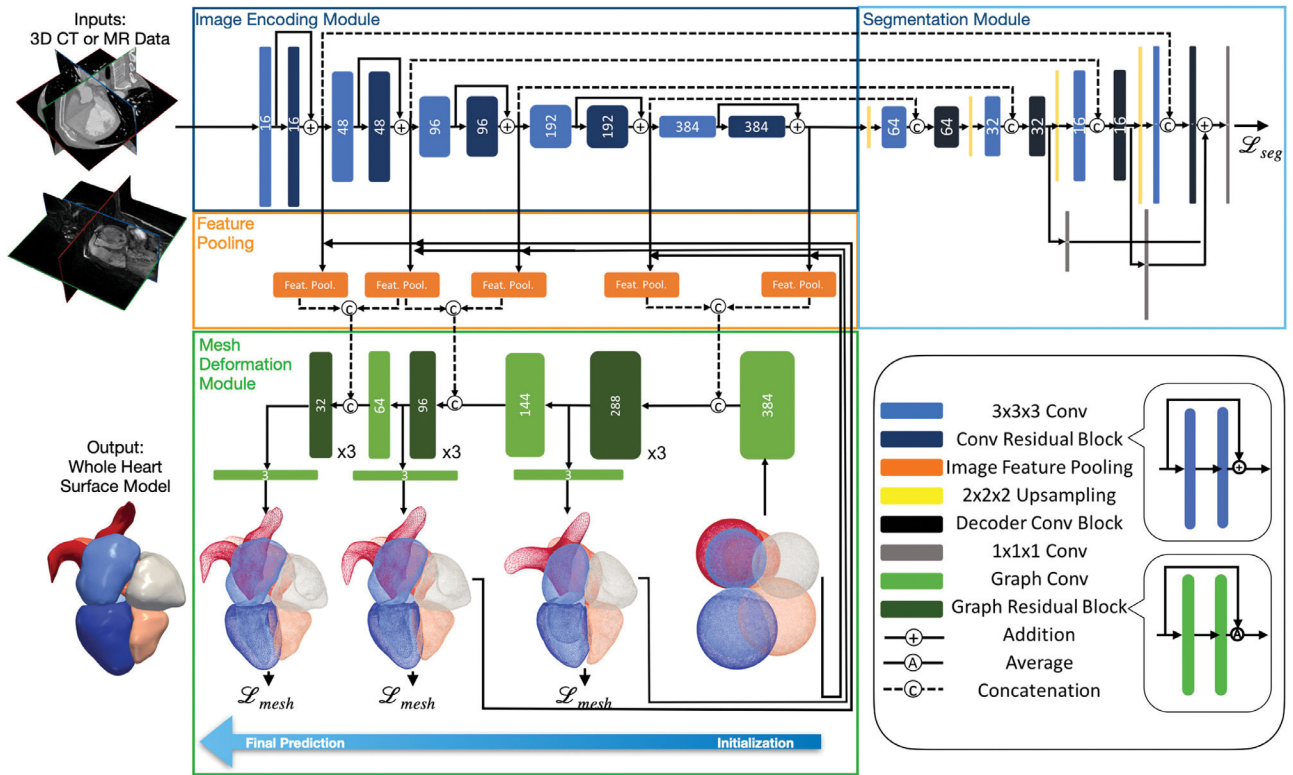 Inputs:
3D CT or MR Data
Image Encoding Module
Segmentation Module
16
16
48
48
96
96
192
192
384
384
64
C
64
32
C
32
16
C
16
C
ℒseg
Feature
Pooling
Feat. Pool.
Feat. Pool.
Feat. Pool.
Feat. Pool.
Feat. Pool.
C
C
C
Mesh
Deformation
Module
32
C
64
96
C
144
288
C
384
x3
x3
x3
3
3
3
Output:
Whole Heart
Surface Model
ℒmesh
ℒmesh
ℒmesh
Final Prediction
Initialization
3x3x3 Conv
Conv Residual Block
Image Feature Pooling
2x2x2 Upsampling
Decoder Conv Block
1x1x1 Conv
Graph Conv
Graph Residual Block
Addition
A
Average
C
Concatenation
A